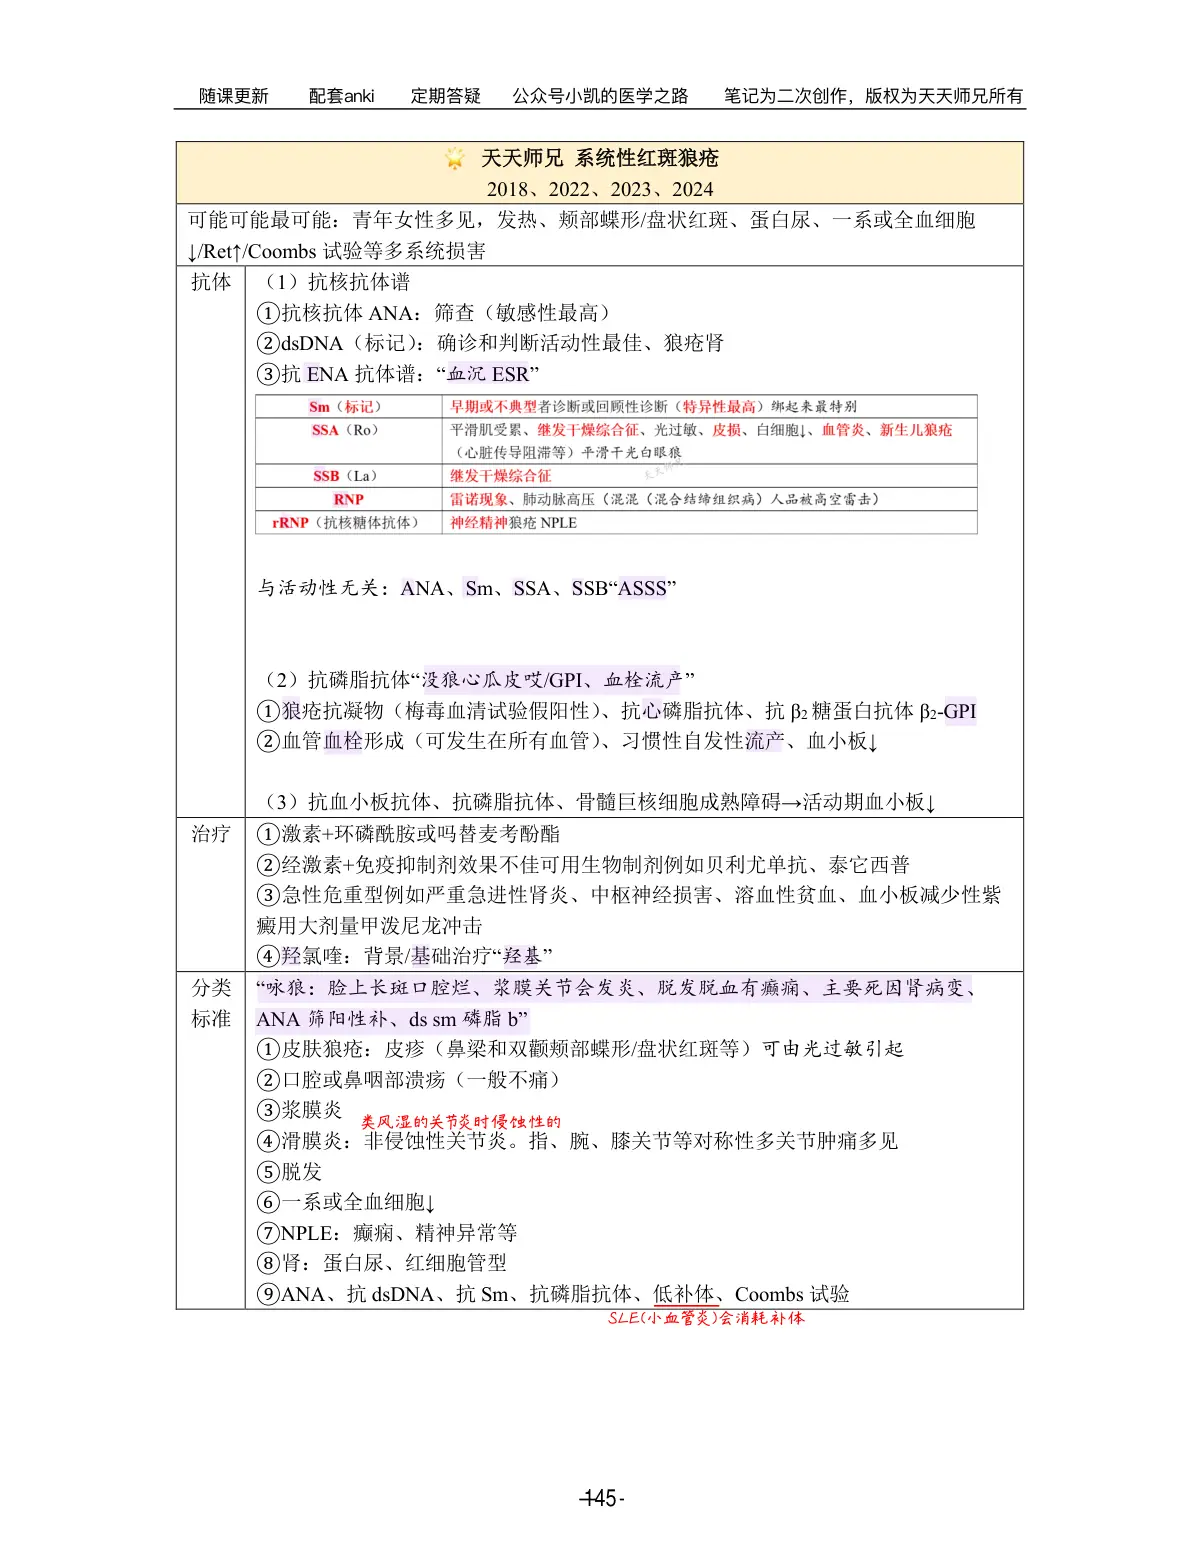 随课更新 配套anki 定期答疑 公众号小凯的医学之路 笔记为二次创作，版权为天天师兄所有
天天师兄 系统性红斑狼疮
2018、2022、2023、2024
可能可能最可能：青年女性多见，发热、颊部蝶形/盘状红斑、蛋白尿、一系或全血细胞
↓/Ret↑/Coombs 试验等多系统损害
抗体 （1）抗核抗体谱
①抗核抗体 ANA：筛查（敏感性最高）
②dsDNA（标记）：确诊和判断活动性最佳、狼疮肾
③抗 ENA 抗体谱：“血沉 ESR”
Sm（标记） 早期或不典型者诊断或回顾性诊断（特异性最高）绑起来最特别
SSA（Ro） 平滑肌受累、继发干燥综合征、光过敏、皮损、白细胞↓、血管炎、新生儿狼疮
（心脏传导阻滞等）平滑干光白眼狼
天天师兄
SSB（La） 继发干燥综合征
RNP 雷诺现象、肺动脉高压（混混（混合结缔组织病）人品被高空雷击）
rRNP（抗核糖体抗体） 神经精神狼疮 NPLE
与活动性无关：ANA、Sm、SSA、SSB“ASSS”
（2）抗磷脂抗体“没狼心瓜皮哎/GPI、血栓流产”
①狼疮抗凝物（梅毒血清试验假阳性）、抗心磷脂抗体、抗 β2 糖蛋白抗体 β2-GPI
②血管血栓形成（可发生在所有血管）、习惯性自发性流产、血小板↓
（3）抗血小板抗体、抗磷脂抗体、骨髓巨核细胞成熟障碍→活动期血小板↓
治疗 ①激素+环磷酰胺或吗替麦考酚酯
②经激素+免疫抑制剂效果不佳可用生物制剂例如贝利尤单抗、泰它西普
③急性危重型例如严重急进性肾炎、中枢神经损害、溶血性贫血、血小板减少性紫
癜用大剂量甲泼尼龙冲击
④羟氯喹：背景/基础治疗“羟基”
分类 “咏狼：脸上长斑口腔烂、浆膜关节会发炎、脱发脱血有癫痫、主要死因肾病变、
标准 ANA 筛阳性补、ds sm 磷脂 b”
①皮肤狼疮：皮疹（鼻梁和双颧颊部蝶形/盘状红斑等）可由光过敏引起
②口腔或鼻咽部溃疡（一般不痛）
③浆膜炎
类风湿的关节炎时侵蚀性的
④滑膜炎：非侵蚀性关节炎。指、腕、膝关节等对称性多关节肿痛多见
⑤脱发
⑥一系或全血细胞↓
⑦NPLE：癫痫、精神异常等
⑧肾：蛋白尿、红细胞管型
⑨ANA、抗 dsDNA、抗 Sm、抗磷脂抗体、低补体、Coombs 试验
SLE(小血管炎)会消耗补体
-145-